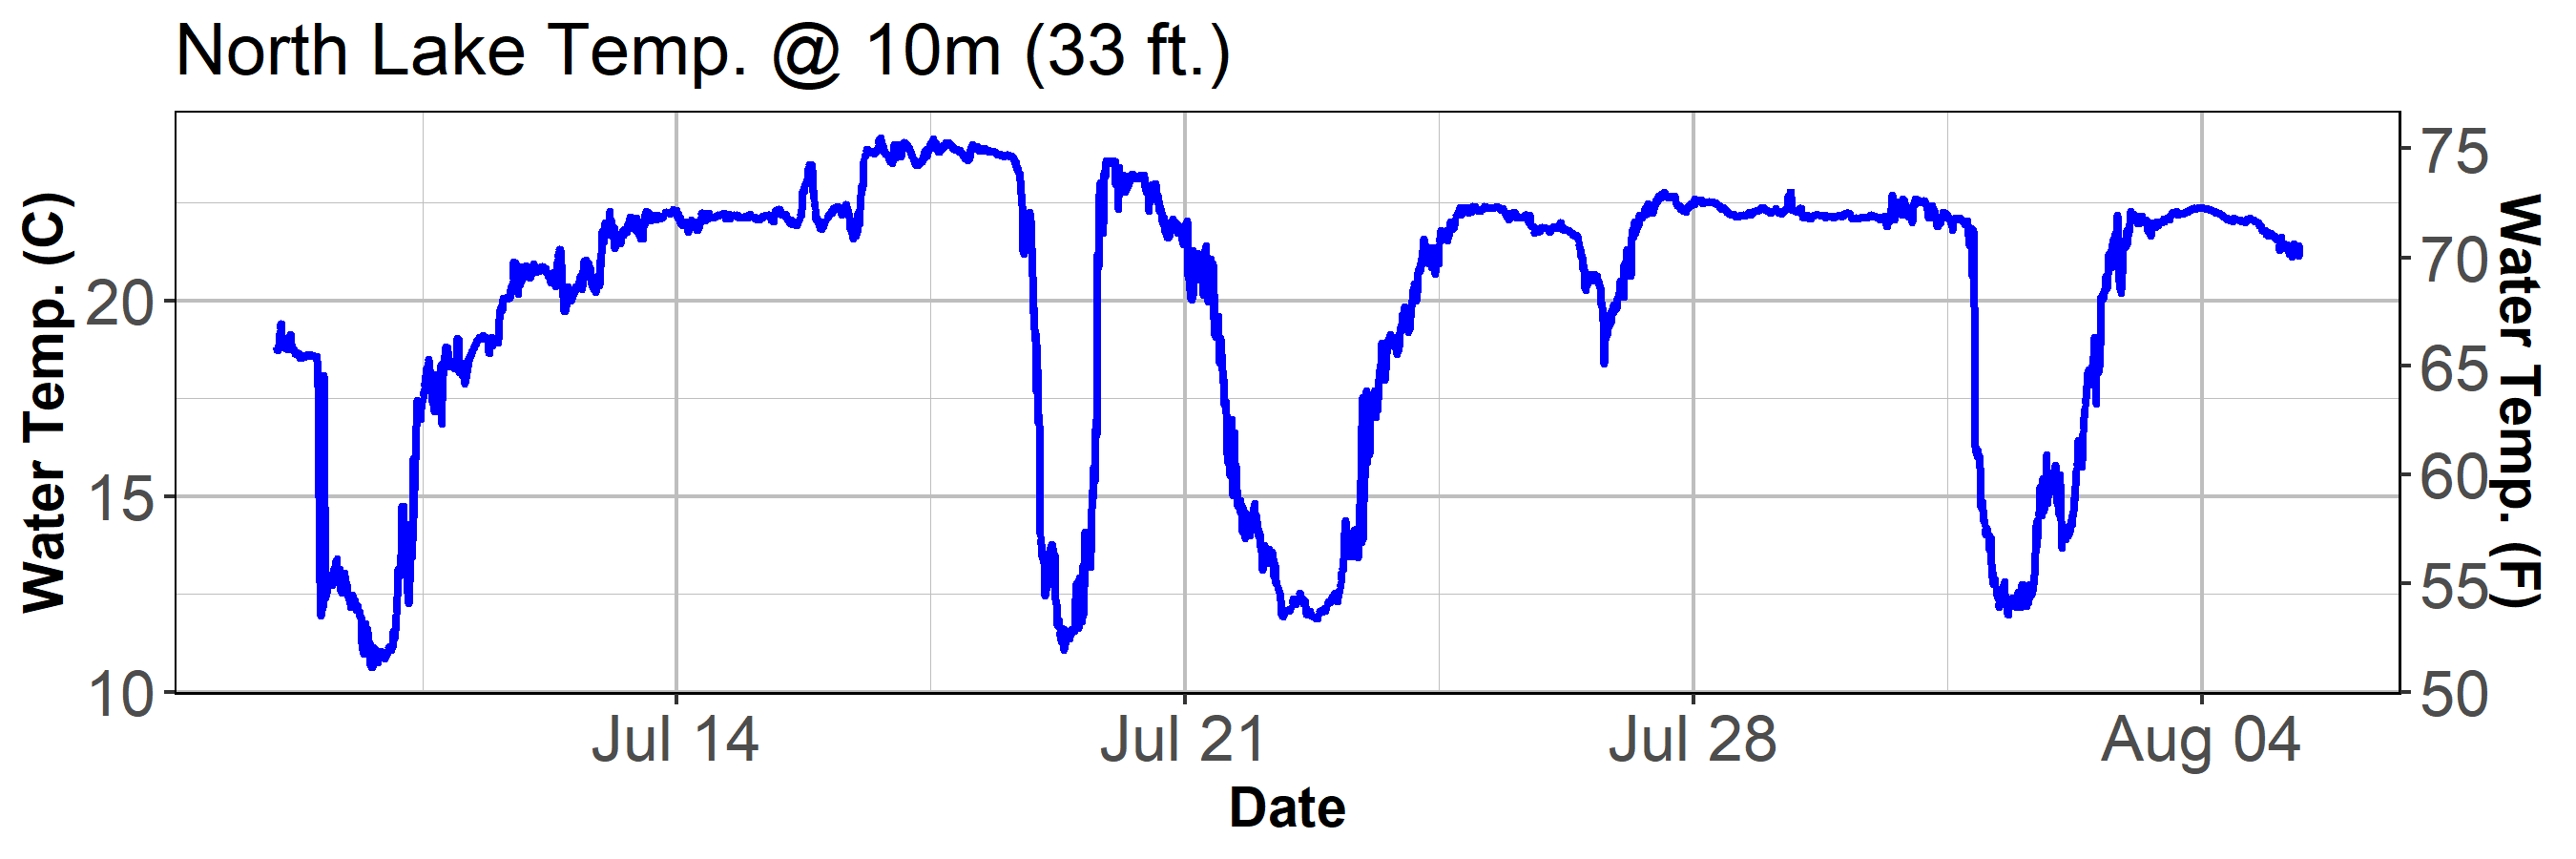 North Lake Temp. @ 10m (33 ft.)
Water Temp. (C)
20
15
10
75
70
65
60
55
50
Water Temp. (F)
Jul 14
Jul 21
Jul 28
Aug 04
Date